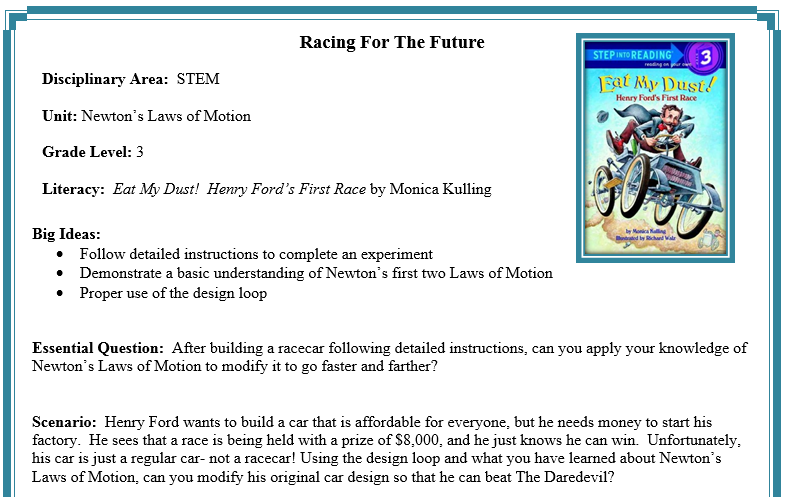 Racing For The Future
STEP INTO READING
reading on your own
3
Eat My Dust!
Henry Ford's First Race
by Monica Kulling
illustrated by Richard Walz
Disciplinary Area:  STEM
Unit: Newton's Laws of Motion
Grade Level: 3
Literacy:  Eat My Dust!  Henry Ford's First Race by Monica Kulling
Big Ideas:
• Follow detailed instructions to complete an experiment
• Demonstrate a basic understanding of Newton's first two Laws of Motion
• Proper use of the design loop
Essential Question:  After building a racecar following detailed instructions, can you apply your knowledge of
Newton's Laws of Motion to modify it to go faster and farther?
Scenario:  Henry Ford wants to build a car that is affordable for everyone, but he needs money to start his
factory.  He sees that a race is being held with a prize of $8,000, and he just knows he can win.  Unfortunately,
his car is just a regular car- not a racecar! Using the design loop and what you have learned about Newton's
Laws of Motion, can you modify his original car design so that he can beat The Daredevil?